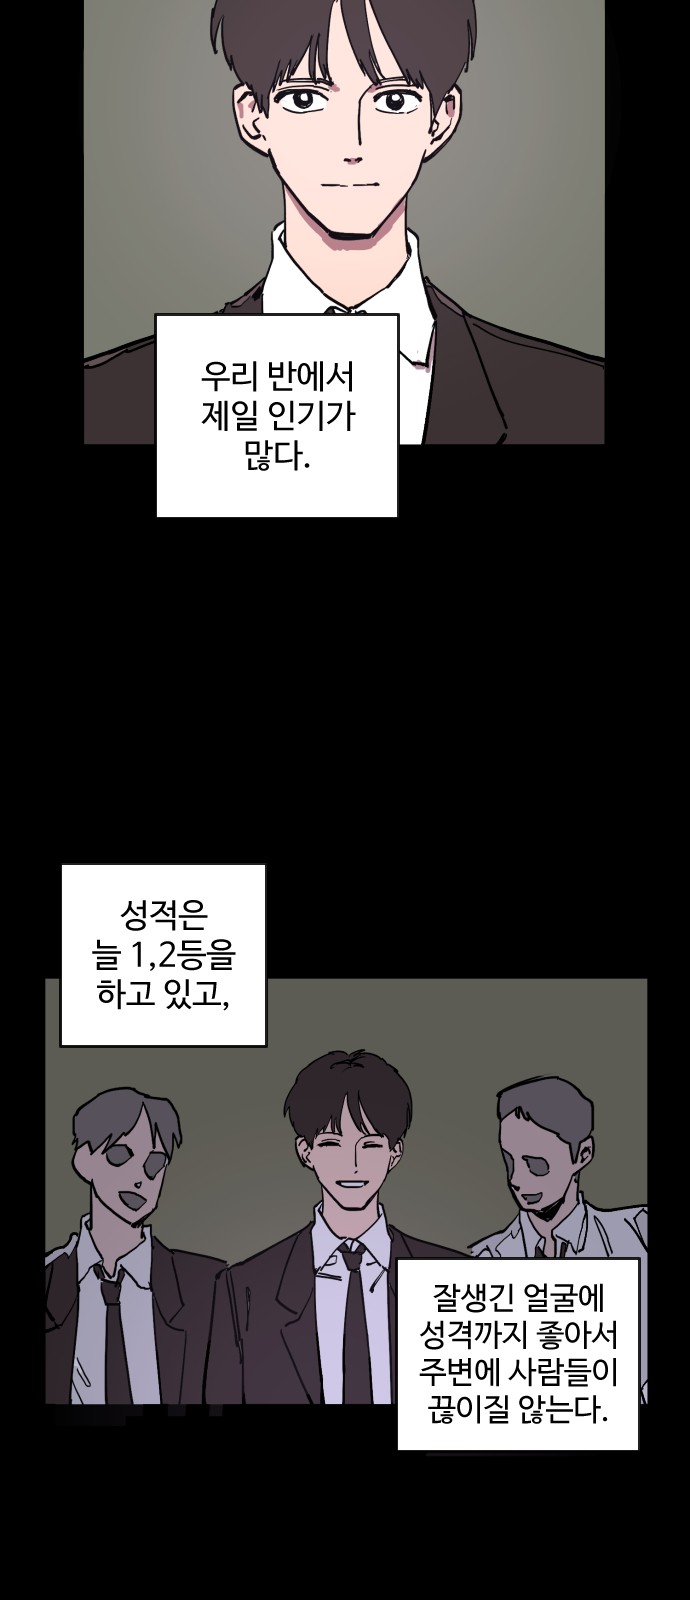 우리 반에서
제일 인기가
많다.
성적은
늘 1,2등을
하고 있고,
잘생긴 얼굴에
성격까지 좋아서
주변에 사람들이
끊이질 않는다.